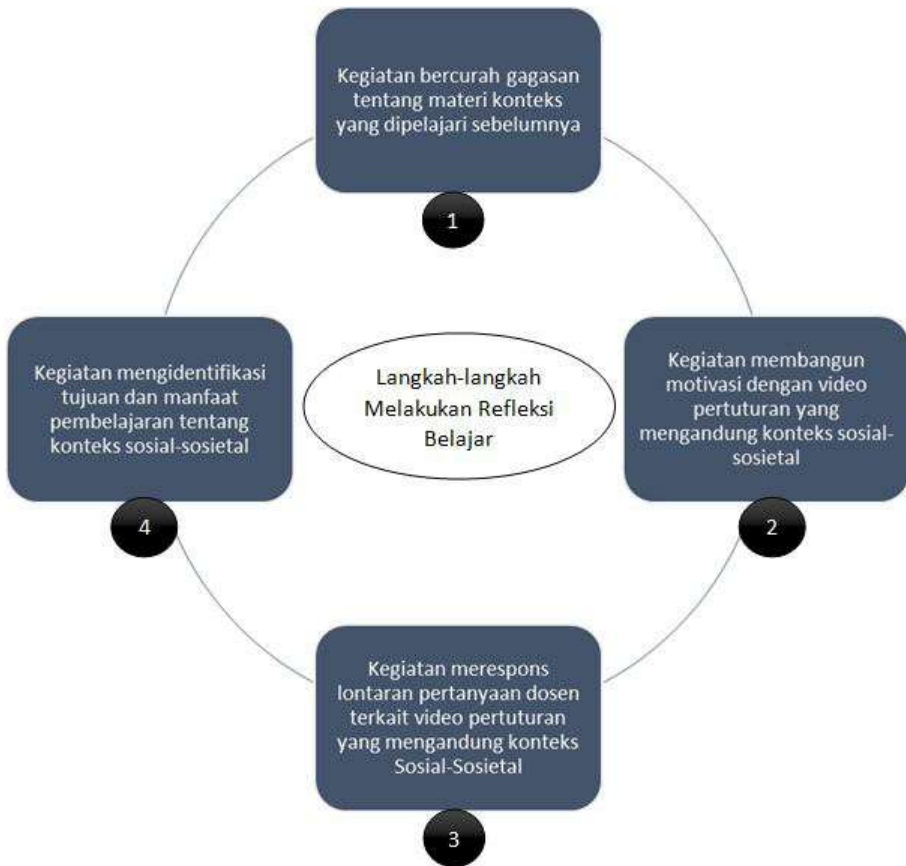 Kegiatan bercurah gagasan
tentang materi konteks
yang dipelajari sebelumnya
1
Kegiatan membangun
motivasi dengan video
pertuturan yang
mengandung konteks sosial-
sosietal
2
Kegiatan merespons
lontaran pertanyaan dosen
terkait video pertuturan
yang mengandung konteks
Sosial-Sosietal
3
Kegiatan mengidentifikasi
tujuan dan manfaat
pembelajaran tentang
konteks sosial-sosietal
4
Langkah-langkah
Melakukan Refleksi
Belajar